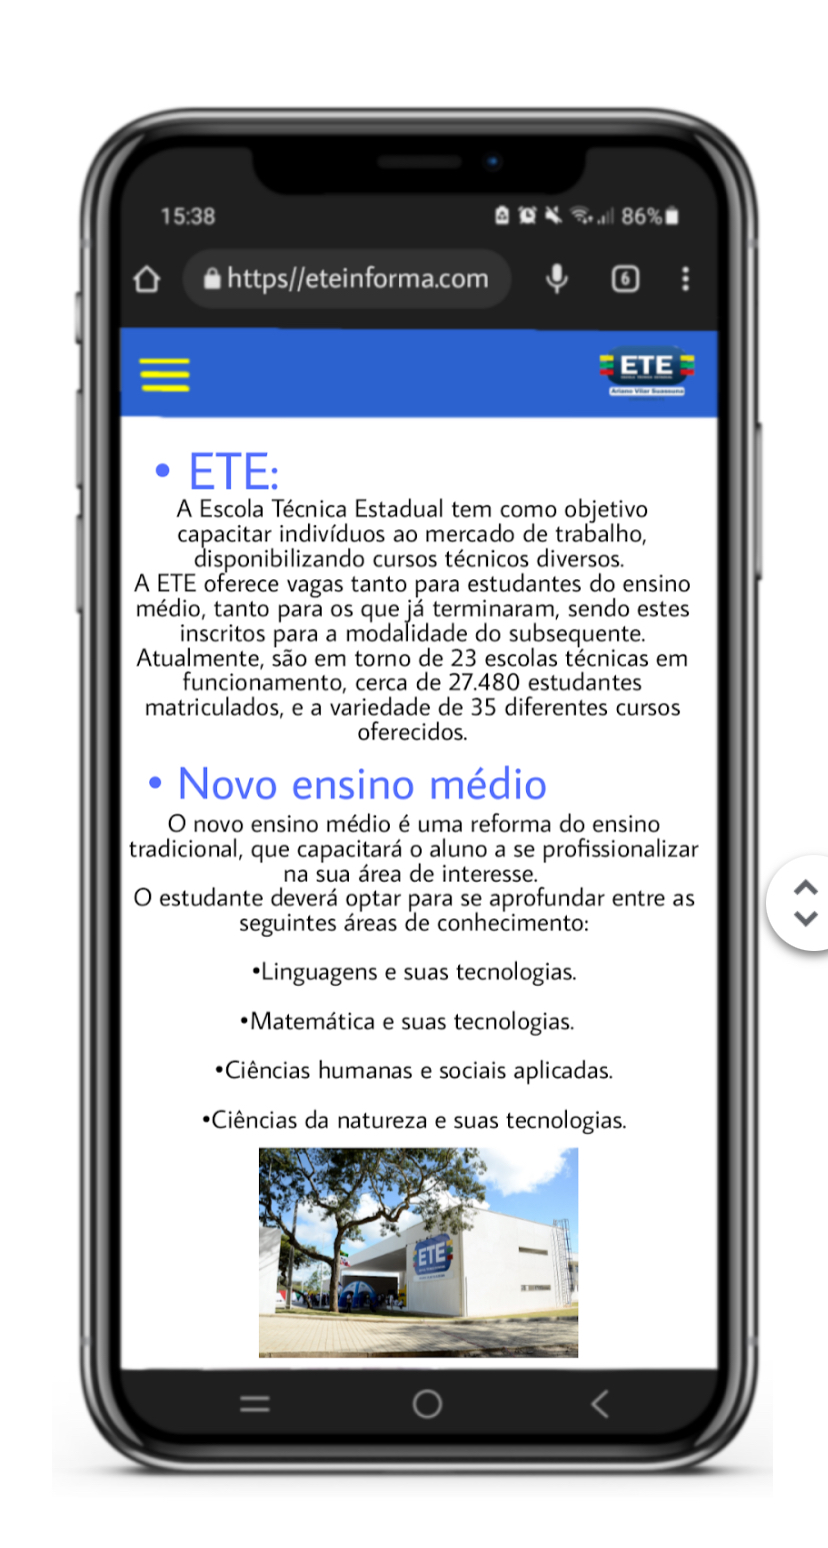 15:38
86%
https//eteinforma.com
6
ETE
Ariano Vilar Suassuna
• ETE:
A Escola Técnica Estadual tem como objetivo
capacitar indivíduos ao mercado de trabalho,
disponibilizando cursos técnicos diversos.
A ETE oferece vagas tanto para estudantes do ensino
médio, tanto para os que já terminaram, sendo estes
inscritos para a modalidade do subsequente.
Atualmente, são em torno de 23 escolas técnicas em
funcionamento, cerca de 27.480 estudantes
matriculados, e a variedade de 35 diferentes cursos
oferecidos.
• Novo ensino médio
O novo ensino médio é uma reforma do ensino
tradicional, que capacitará o aluno a se profissionalizar
na sua área de interesse.
O estudante deverá optar para se aprofundar entre as
seguintes áreas de conhecimento:
•Linguagens e suas tecnologias.
•Matemática e suas tecnologias.
•Ciências humanas e sociais aplicadas.
•Ciências da natureza e suas tecnologias.
ETE